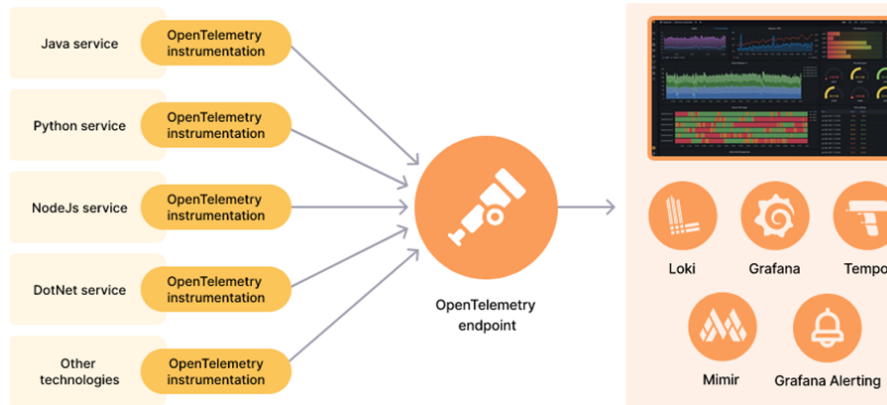 Java service
OpenTelemetry
instrumentation
Python service
OpenTelemetry
instrumentation
NodeJs service
OpenTelemetry
instrumentation
DotNet service
OpenTelemetry
instrumentation
Other
technologies
OpenTelemetry
instrumentation
OpenTelemetry
endpoint
Loki
Grafana
Tempo
Mimir
Grafana Alerting